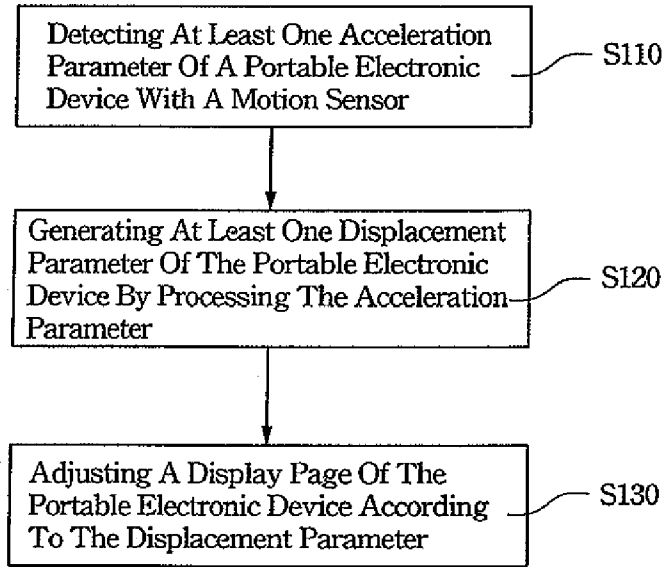 Detecting At Least One Acceleration
Parameter Of A Portable Electronic
Device With A Motion Sensor
S110
Generating At Least One Displacement
Parameter Of The Portable Electronic
Device By Processing The Acceleration
Parameter
S120
Adjusting A Display Page Of The
Portable Electronic Device According
To The Displacement Parameter
S130